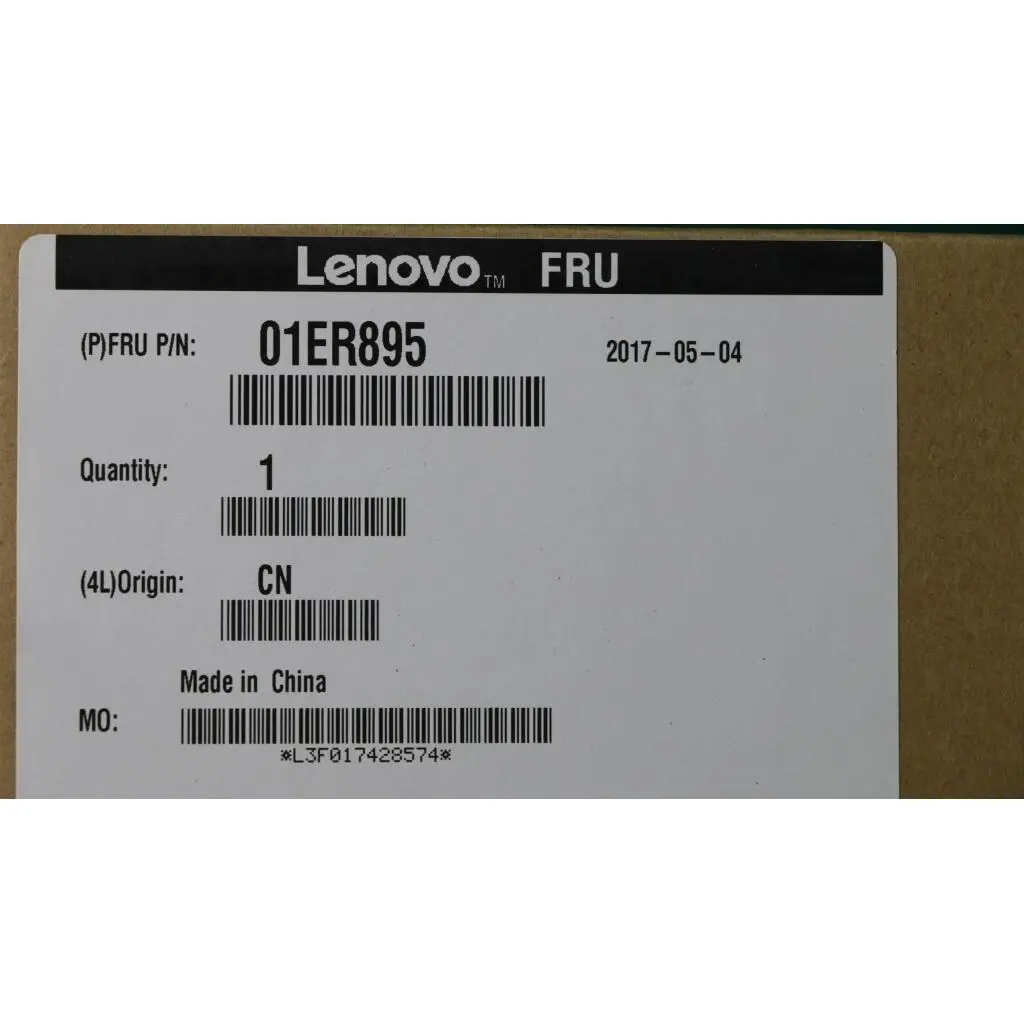 Lenovo™ FRU
(P)FRU P/N: 01ER895 2017-05-04
Quantity: 1
(4L)Origin: CN
Made in China
MO:
*L3F017428574*